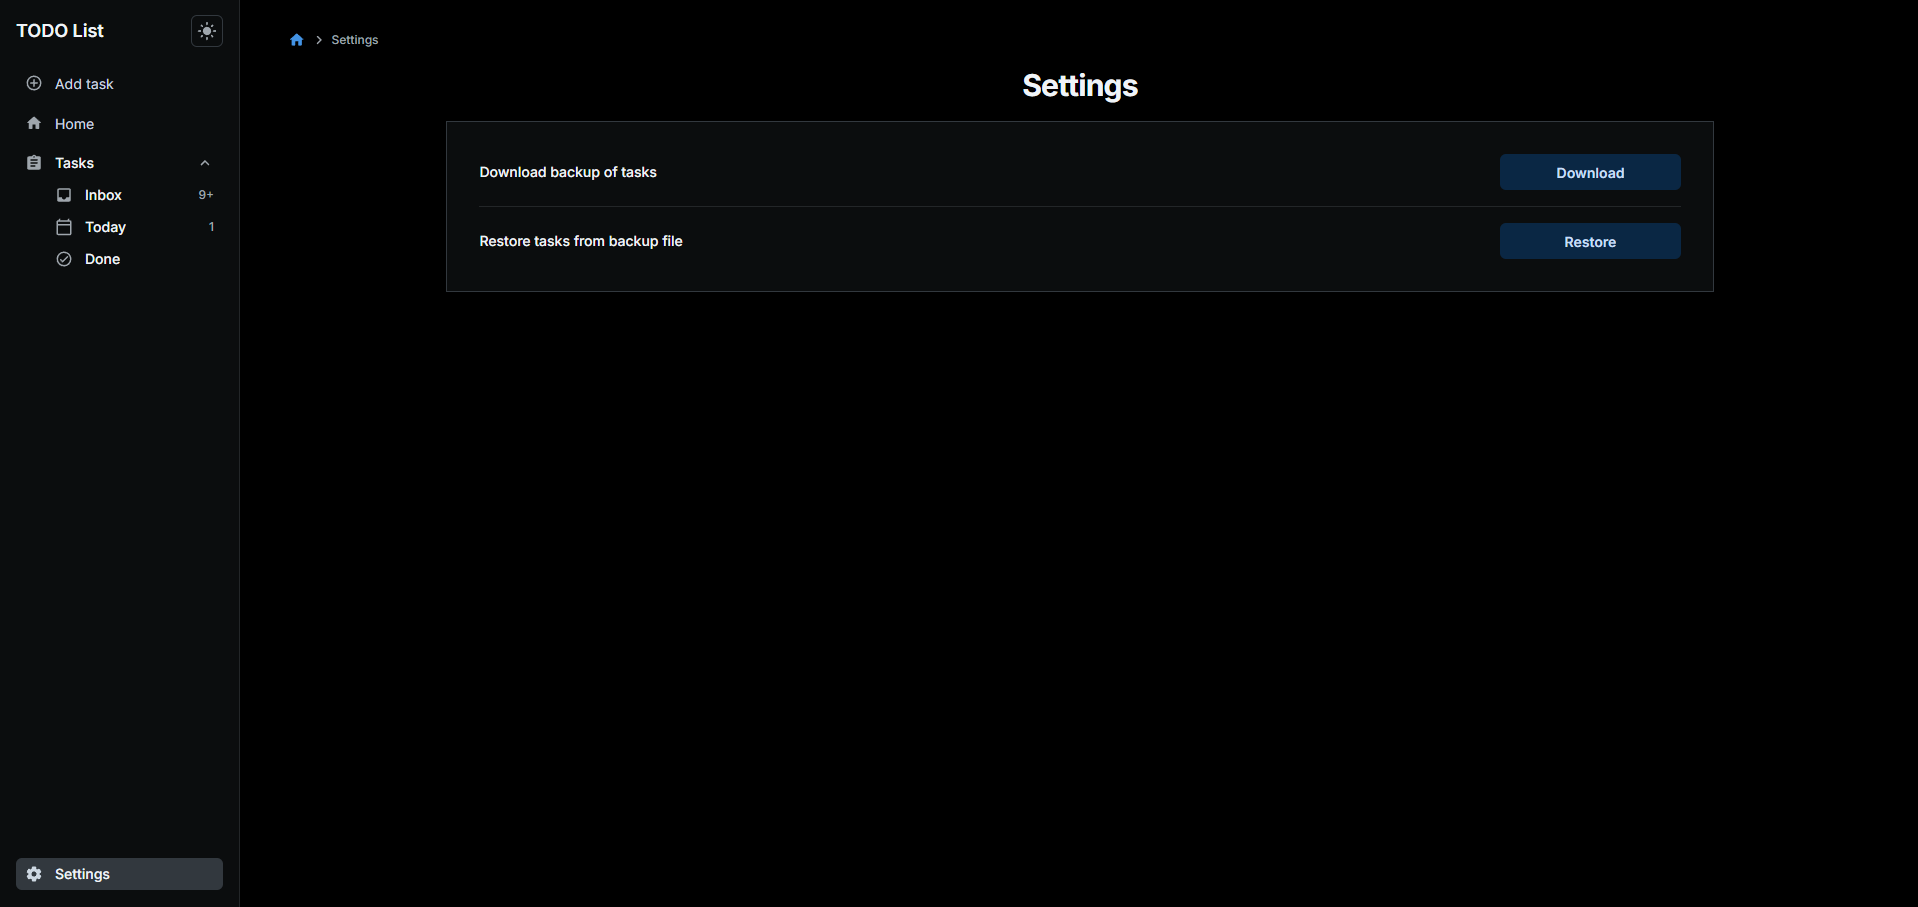 TODO List
Add task
Home
Tasks
Inbox 9+
Today 1
Done
Settings
Settings
Settings
Download backup of tasks Download
Restore tasks from backup file Restore